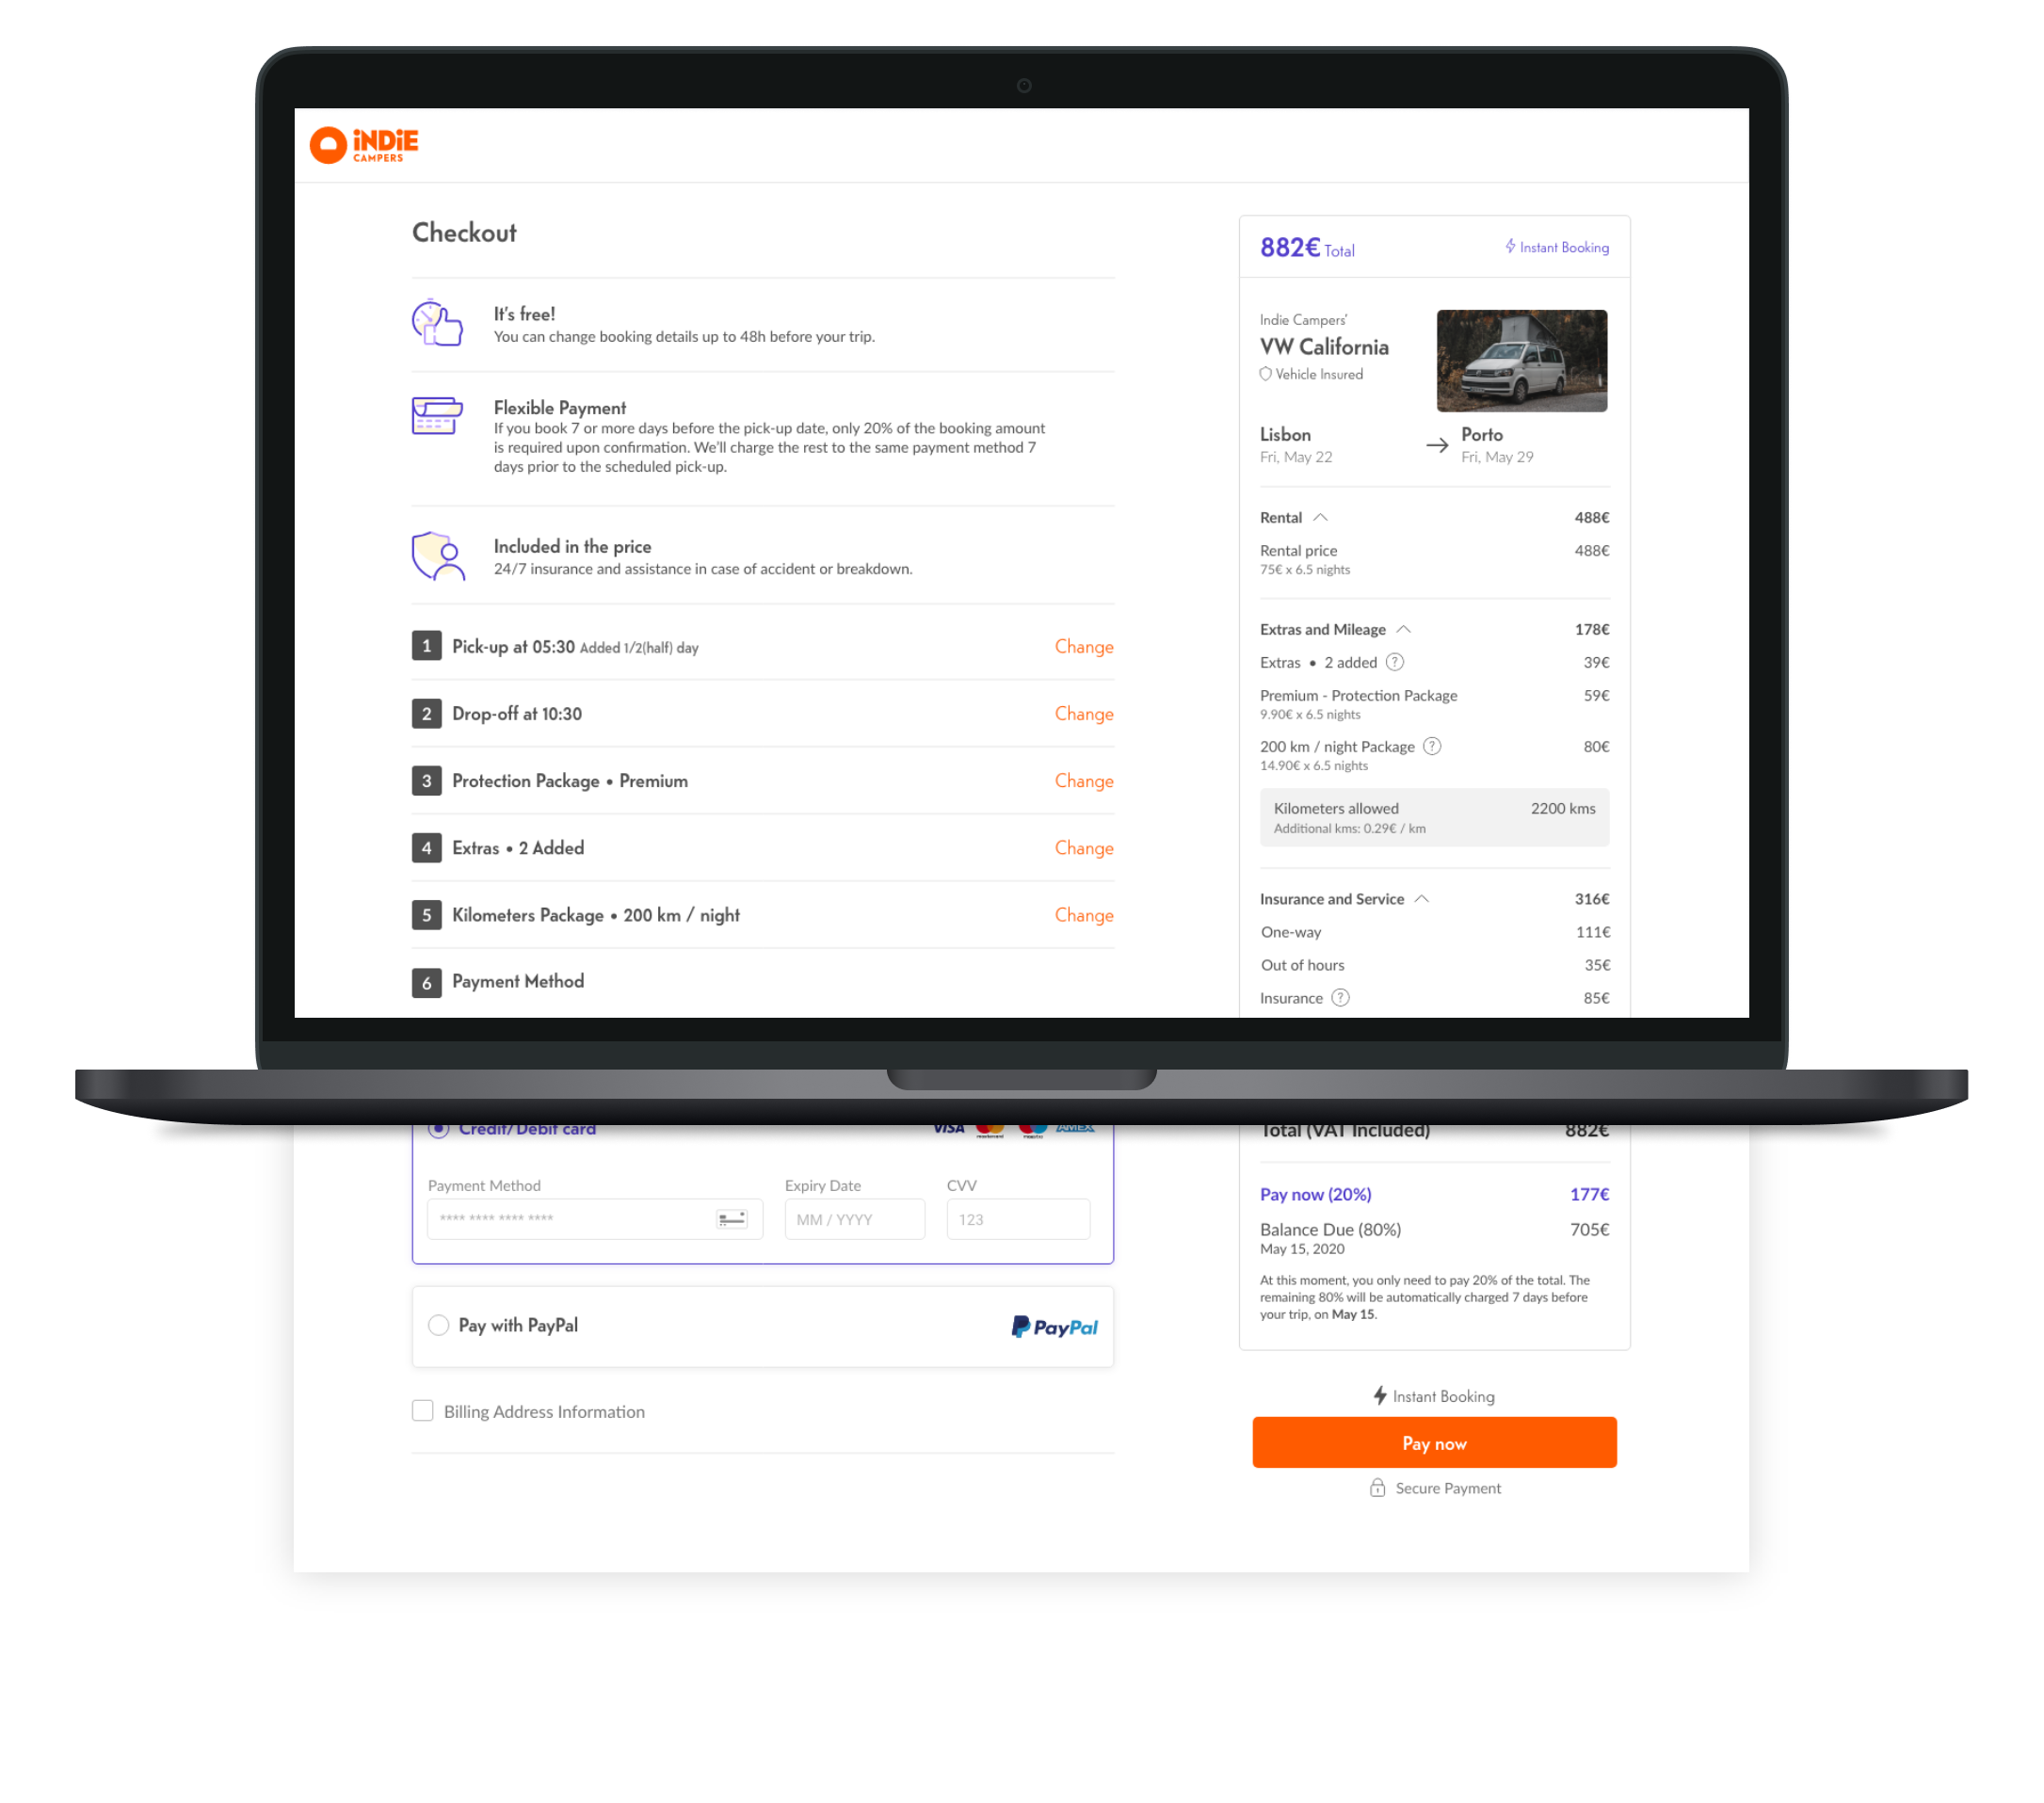 iNDiE
CAMPERS
Checkout
It's free!
You can change booking details up to 48h before your trip.
Flexible Payment
If you book 7 or more days before the pick-up date, only 20% of the booking amount
is required upon confirmation. We'll charge the rest to the same payment method 7
days prior to the scheduled pick-up.
Included in the price
24/7 insurance and assistance in case of accident or breakdown.
1 Pick-up at 05:30 Added 1/2(half) day Change
2 Drop-off at 10:30 Change
3 Protection Package • Premium Change
4 Extras • 2 Added Change
5 Kilometers Package • 200 km / night Change
6 Payment Method
Credit/Debit card VISA mastercard maestro AMEX
Payment Method Expiry Date CVV
**** **** **** **** MM / YYYY 123
Pay with PayPal PayPal
Billing Address Information
882€ Total Instant Booking
Indie Campers'
VW California
Vehicle Insured
Lisbon → Porto
Fri, May 22 Fri, May 29
Rental 488€
Rental price 488€
75€ x 6.5 nights
Extras and Mileage 178€
Extras • 2 added ? 39€
Premium - Protection Package 59€
9.90€ x 6.5 nights
200 km / night Package ? 80€
14.90€ x 6.5 nights
Kilometers allowed 2200 kms
Additional kms: 0.29€ / km
Insurance and Service 316€
One-way 111€
Out of hours 35€
Insurance ? 85€
Total (VAT Included) 882€
Pay now (20%) 177€
Balance Due (80%) 705€
May 15, 2020
At this moment, you only need to pay 20% of the total. The
remaining 80% will be automatically charged 7 days before
your trip, on May 15.
Instant Booking
Pay now
Secure Payment